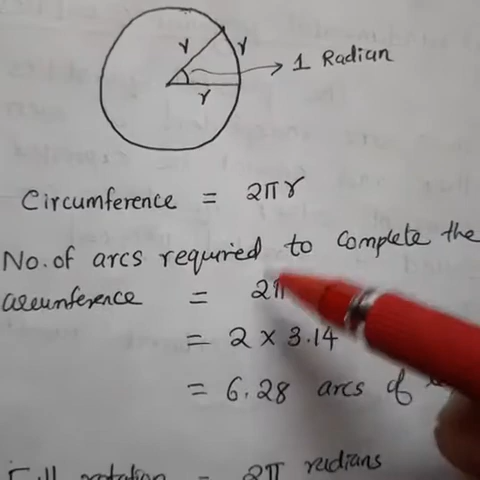 r r → 1 Radian
r
Circumference = 2πr
No. of arcs required to complete the
circumference = 2π
= 2 × 3.14
= 6.28 arcs of
Full rotation = 2π radians